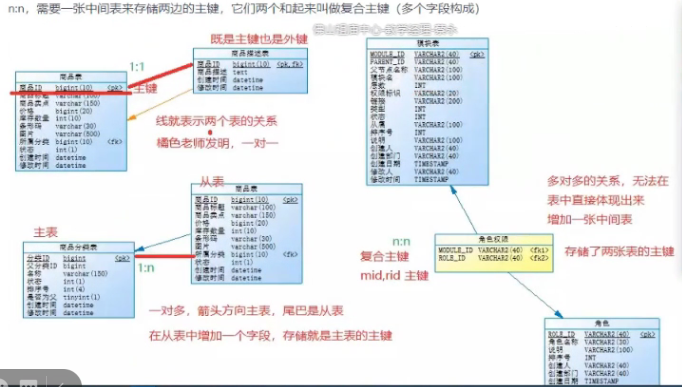 n:n，需要一张中间表来存储两边的主键，它们两个和起来叫做复合主键（多个字段构成）
既是主键也是外键
商品描述表
商品ID bigint(10) <pk,fk>
商品描述 text
创建时间 datetime
修改时间 datetime
商品表
1:1
商品ID bigint(10) <pk>
主键
商品标题 varchar(100)
商品卖点 varchar(150)
价格 bigint(20)
库存数量 int(10)
条形码 varchar(30)
图片 varchar(500)
所属分类 bigint(10) <fk>
状态 int(1)
创建时间 datetime
修改时间 datetime
线就表示两个表的关系
橘色老师发明，一对一
模块表
MODULE_ID VARCHAR2(40) <pk>
PARENT_ID VARCHAR2(40)
父节点名称 VARCHAR2(100)
模块名 VARCHAR2(100)
层数 INT
权限标识 VARCHAR2(20)
链接 VARCHAR2(200)
类型 INT
状态 INT
从属 VARCHAR2(100)
排序号 INT
说明 VARCHAR2(100)
创建人 VARCHAR2(40)
创建部门 VARCHAR2(40)
创建日期 TIMESTAMP
修改人 VARCHAR2(40)
修改时间 TIMESTAMP
从表
商品表
商品ID bigint(10) <pk>
商品标题 varchar(100)
商品卖点 varchar(150)
价格 bigint(20)
库存数量 int(10)
条形码 varchar(30)
图片 varchar(500)
所属分类 bigint(10) <fk>
状态 int(1)
创建时间 datetime
修改时间 datetime
主表
商品分类表
分类ID bigint <pk>
父分类ID bigint
名称 varchar(150)
状态 int(1)
排序号 int(4)
是否为父 tinyint(1)
创建时间 datetime
修改时间 datetime
1:n
一对多，箭头方向主表，尾巴是从表
在从表中增加一个字段，存储就是主表的主键
多对多的关系，无法在
表中直接体现出来
增加一张中间表
n:n
复合主键
mid,rid 主键
角色权限
MODULE_ID VARCHAR2(40) <fk1>
ROLE_ID VARCHAR2(40) <fk2>
存储了两张表的主键
角色
ROLE_ID VARCHAR2(40) <pk>
角色名称 VARCHAR2(30)
说明 VARCHAR2(100)
排序号 INT
创建人 VARCHAR2(40)
创建部门 VARCHAR2(40)
创建日期 TIMESTAMP